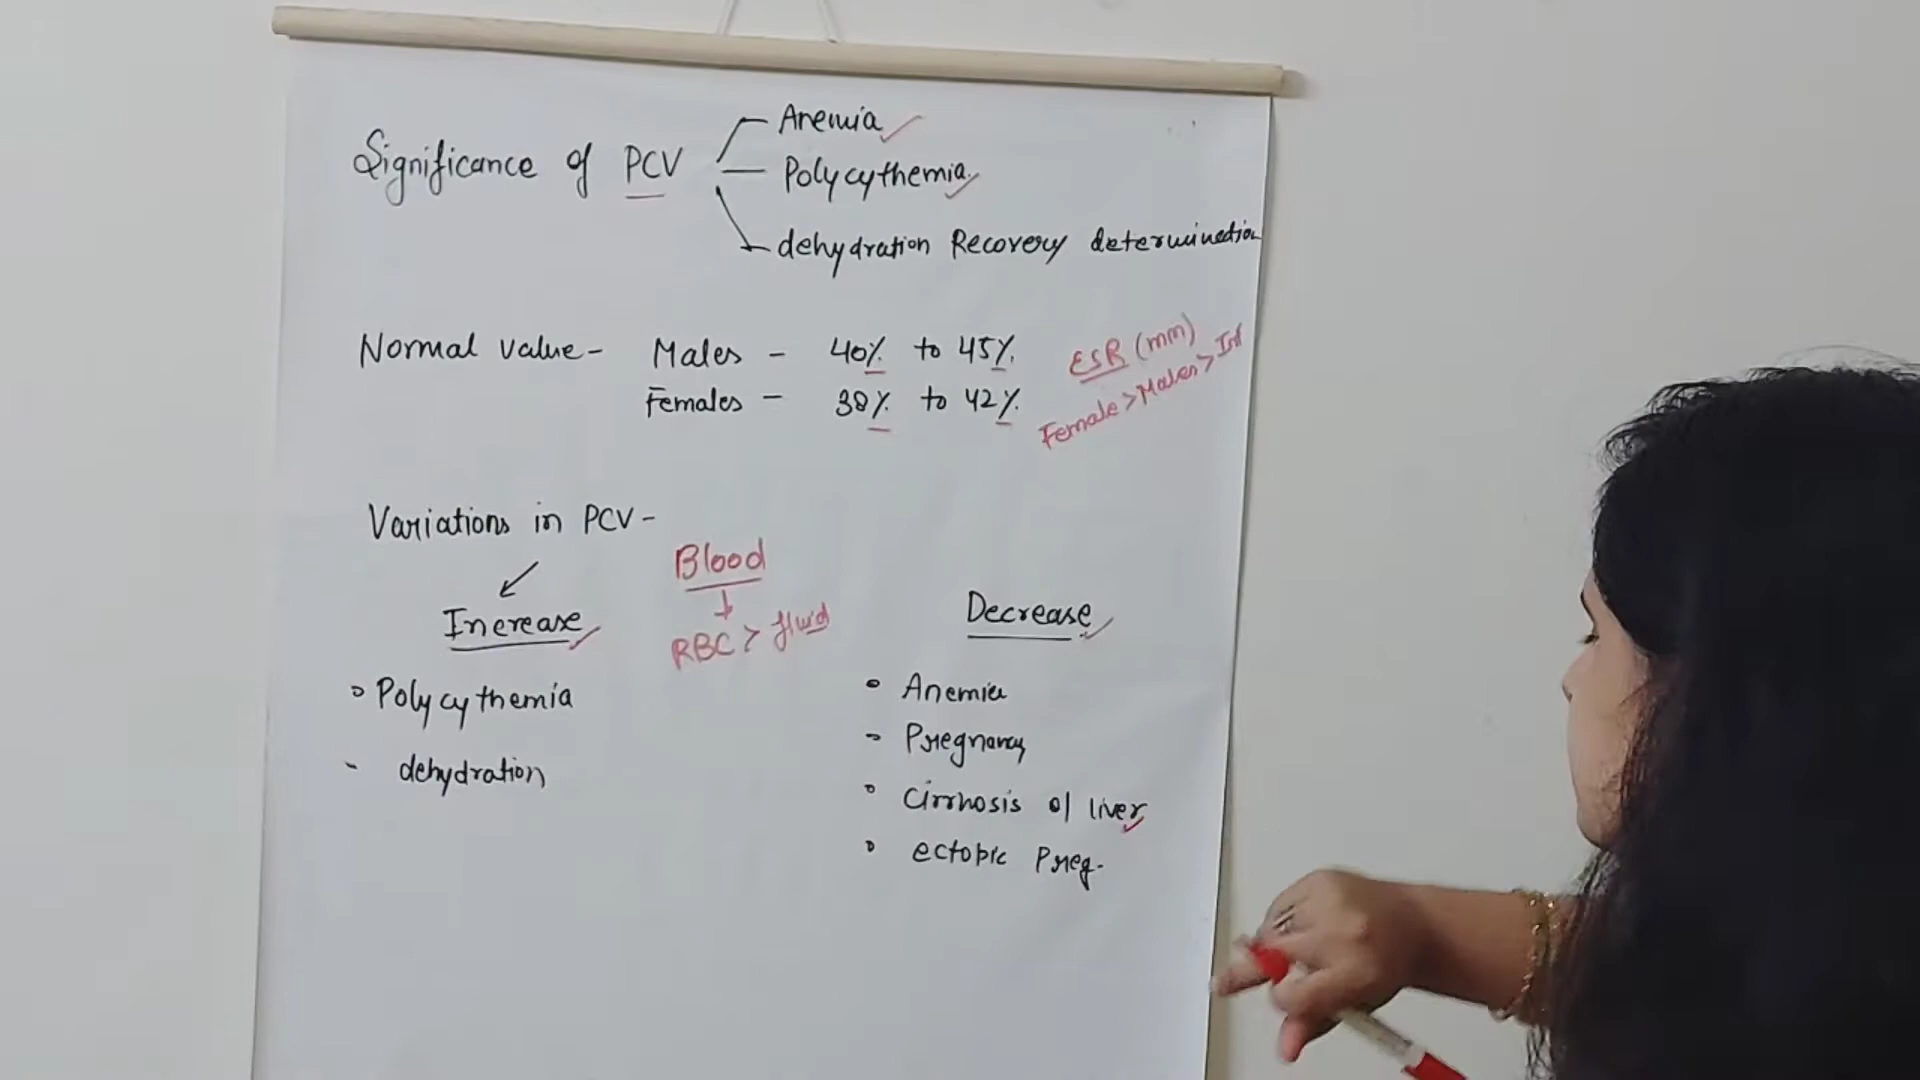 Significance of PCV
Anemia
Polycythemia
dehydration Recovery determination
Normal value - Males - 40% to 45%.
Females - 38% to 42%.
ESR (mm)
Female > Males > Inf
Variations in PCV -
Blood
RBC > fluid
Increase
Polycythemia
dehydration
Decrease
Anemia
Pregnancy
Cirrhosis of liver
ectopic Preg.